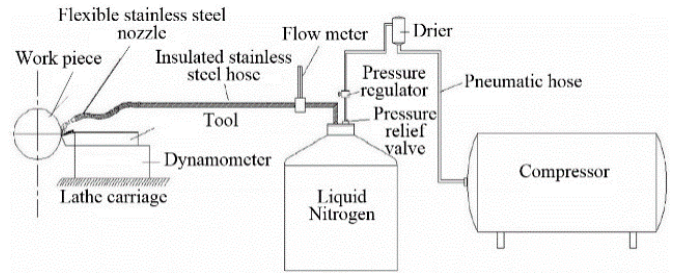 Flexible stainless steel
nozzle
Flow meter
Drier
Work piece
Insulated stainless
steel hose
Pressure
regulator
Pneumatic hose
Tool
Pressure
relief
valve
Dynamometer
Compressor
Lathe carriage
Liquid
Nitrogen